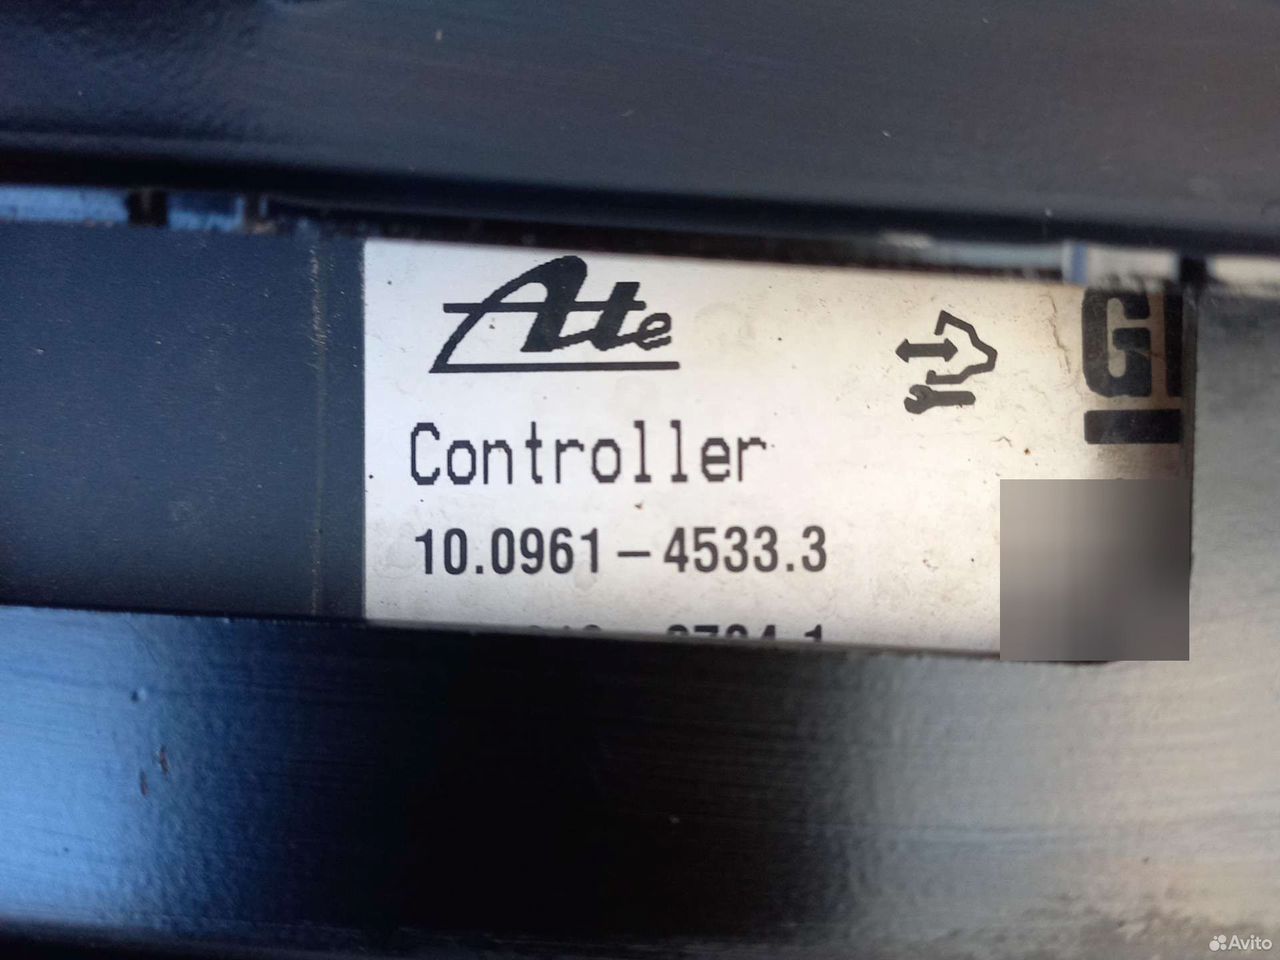 Ate
Controller
10.0961-4533.3
Avito